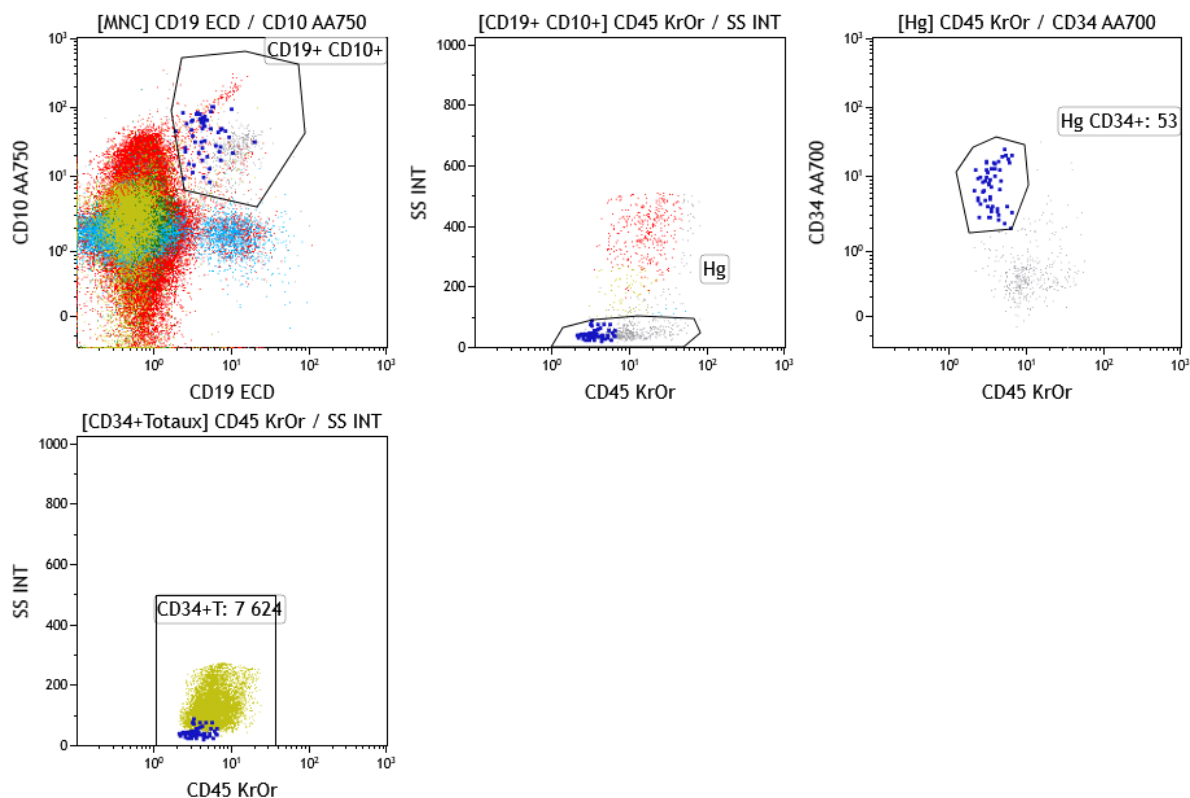 [MNC] CD19 ECD / CD10 AA750
CD19+ CD10+
10³
10²
10¹
10⁰
0
CD10 AA750
10⁰
10¹
10²
10³
CD19 ECD
[CD19+ CD10+] CD45 KrOr / SS INT
1000
800
600
400
200
0
SS INT
Hg
10⁰
10¹
10²
10³
CD45 KrOr
[Hg] CD45 KrOr / CD34 AA700
10³
10²
10¹
10⁰
0
CD34 AA700
Hg CD34+: 53
10⁰
10¹
10²
10³
CD45 KrOr
[CD34+Totaux] CD45 KrOr / SS INT
1000
800
600
400
200
0
SS INT
CD34+T: 7 624
10⁰
10¹
10²
10³
CD45 KrOr